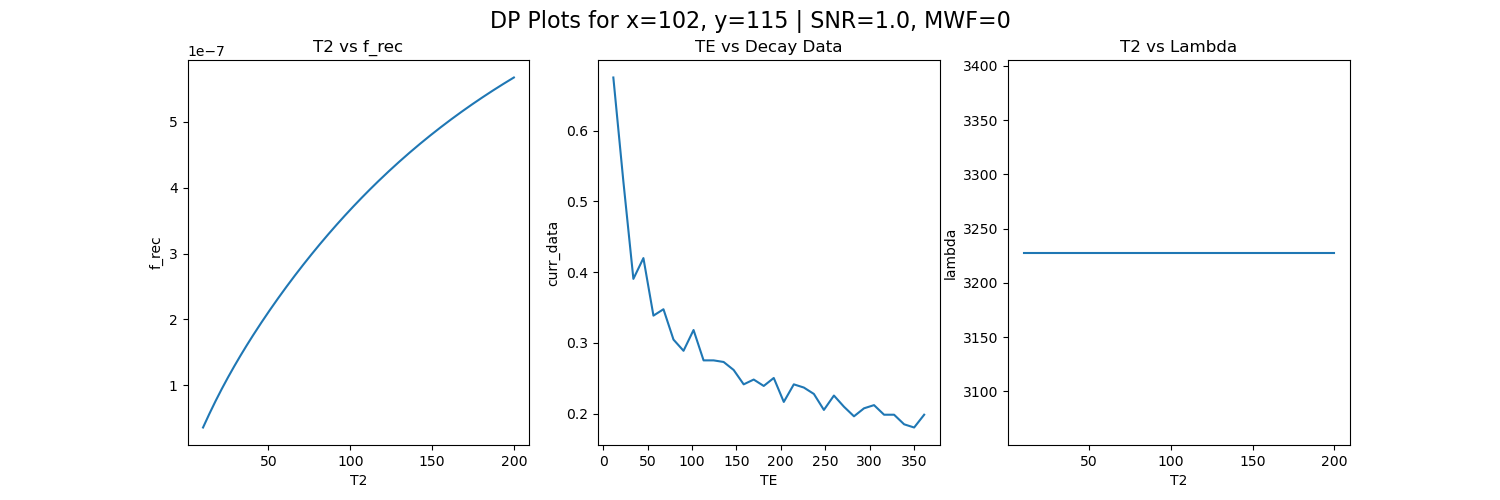 DP Plots for x=102, y=115 | SNR=1.0, MWF=0
T2 vs f_rec
1e−7
5
4
3
2
1
f_rec
50 100 150 200
T2
TE vs Decay Data
0.6
0.5
0.4
0.3
0.2
curr_data
0 50 100 150 200 250 300 350
TE
T2 vs Lambda
3400
3350
3300
3250
3200
3150
3100
lambda
50 100 150 200
T2